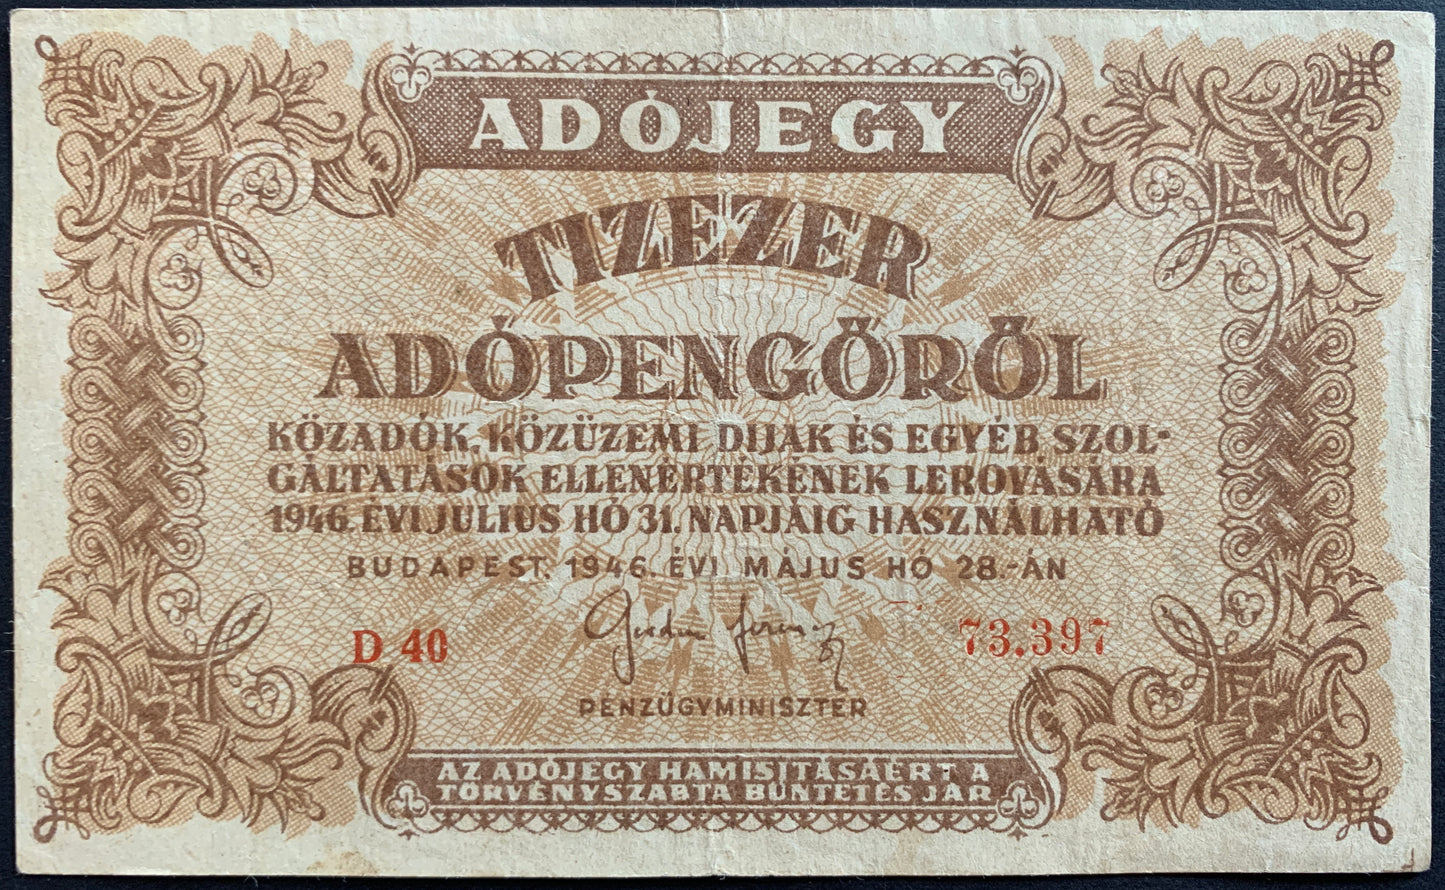 ADÓJEGY
TIZEZER
ADÓPENGŐRŐL
KÖZADÓK, KÖZÜZEMI DIJAK ÉS EGYÉB SZOL-
GÁLTATÁSOK ELLENÉRTÉKÉNEK LEROVÁSÁRA
1946. ÉVI JULIUS HÓ 31. NAPJÁIG HASZNÁLHATÓ
BUDAPEST, 1946. ÉVI MÁJUS HÓ 28.-ÁN
D 40 73.397
PÉNZÜGYMINISZTER
AZ ADÓJEGY HAMISITÁSÁÉRT A
TÖRVÉNYSZABTA BÜNTETÉS JÁR